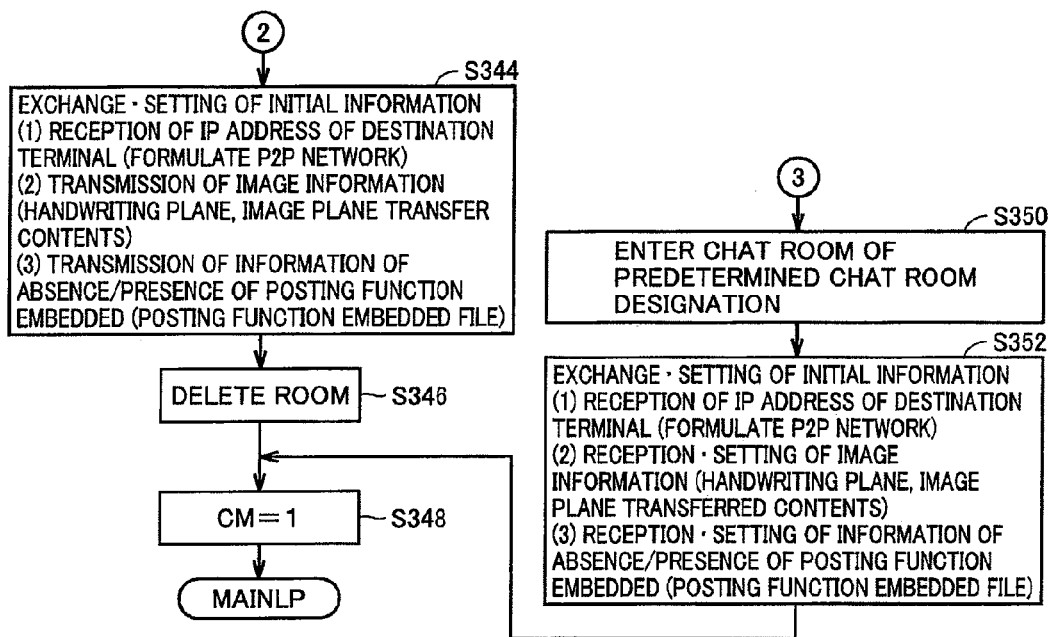 2
S344
EXCHANGE · SETTING OF INITIAL INFORMATION
(1) RECEPTION OF IP ADDRESS OF DESTINATION
TERMINAL (FORMULATE P2P NETWORK)
(2) TRANSMISSION OF IMAGE INFORMATION
(HANDWRITING PLANE, IMAGE PLANE TRANSFER
CONTENTS)
(3) TRANSMISSION OF INFORMATION OF
ABSENCE/PRESENCE OF POSTING FUNCTION
EMBEDDED (POSTING FUNCTION EMBEDDED FILE)
DELETE ROOM
S346
CM=1
S348
MAINLP
3
S350
ENTER CHAT ROOM OF
PREDETERMINED CHAT ROOM
DESIGNATION
S352
EXCHANGE · SETTING OF INITIAL INFORMATION
(1) RECEPTION OF IP ADDRESS OF DESTINATION
TERMINAL (FORMULATE P2P NETWORK)
(2) RECEPTION · SETTING OF IMAGE
INFORMATION (HANDWRITING PLANE, IMAGE
PLANE TRANSFERRED CONTENTS)
(3) RECEPTION · SETTING OF INFORMATION OF
ABSENCE/PRESENCE OF POSTING FUNCTION
EMBEDDED (POSTING FUNCTION EMBEDDED FILE)